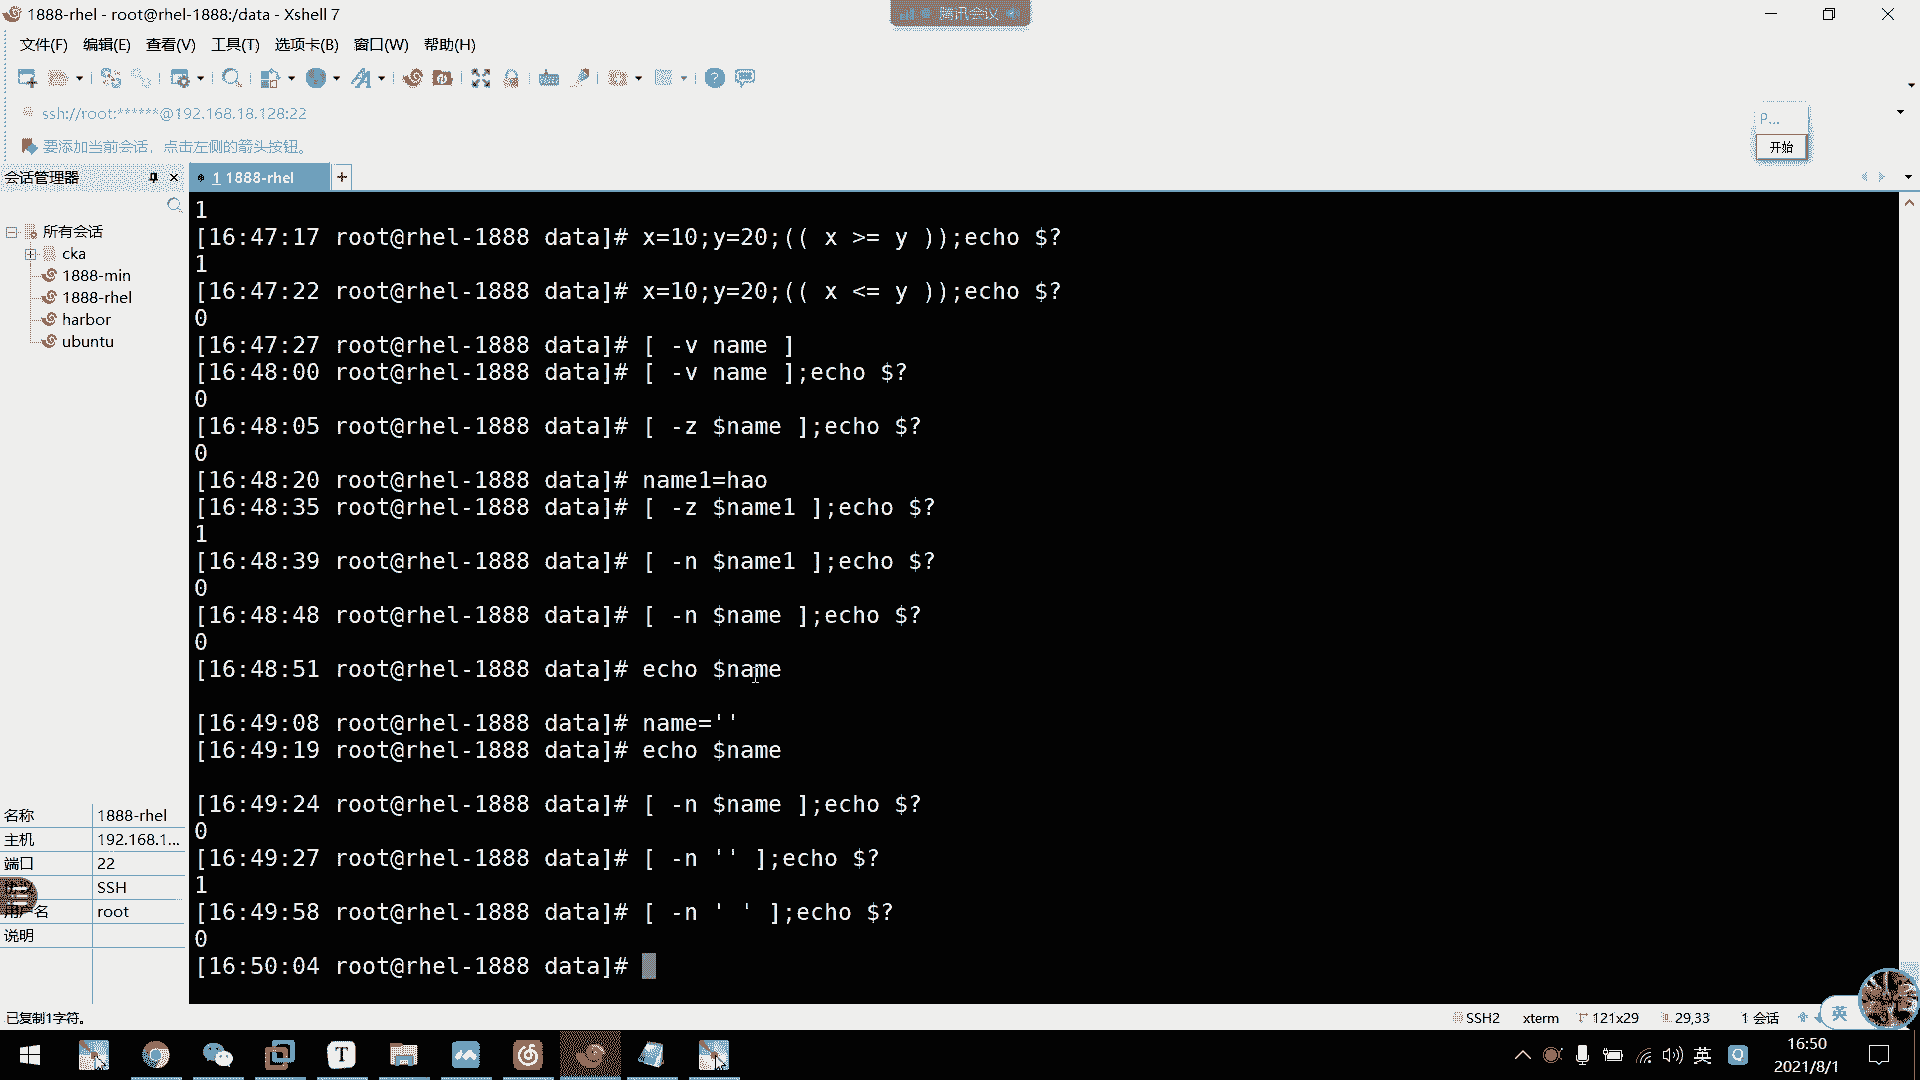 1888-rhel - root@rhel-1888:/data - Xshell 7
腾讯会议
文件(F) 编辑(E) 查看(V) 工具(T) 选项卡(B) 窗口(W) 帮助(H)
ssh://root:******@192.168.18.128:22
要添加当前会话，点击左侧的箭头按钮。
P...
开始
会话管理器
1 1888-rhel
所有会话
cka
1888-min
1888-rhel
harbor
ubuntu
1
[16:47:17 root@rhel-1888 data]# x=10;y=20;(( x >= y ));echo $?
1
[16:47:22 root@rhel-1888 data]# x=10;y=20;(( x <= y ));echo $?
0
[16:47:27 root@rhel-1888 data]# [ -v name ]
[16:48:00 root@rhel-1888 data]# [ -v name ];echo $?
0
[16:48:05 root@rhel-1888 data]# [ -z $name ];echo $?
0
[16:48:20 root@rhel-1888 data]# name1=hao
[16:48:35 root@rhel-1888 data]# [ -z $name1 ];echo $?
1
[16:48:39 root@rhel-1888 data]# [ -n $name1 ];echo $?
0
[16:48:48 root@rhel-1888 data]# [ -n $name ];echo $?
0
[16:48:51 root@rhel-1888 data]# echo $name
[16:49:08 root@rhel-1888 data]# name=''
[16:49:19 root@rhel-1888 data]# echo $name
[16:49:24 root@rhel-1888 data]# [ -n $name ];echo $?
0
[16:49:27 root@rhel-1888 data]# [ -n '' ];echo $?
1
[16:49:58 root@rhel-1888 data]# [ -n ' ' ];echo $?
0
[16:50:04 root@rhel-1888 data]#
名称 1888-rhel
主机 192.168.1...
端口 22
SSH
用户名 root
说明
已复制1字符。
SSH2 xterm 121x29 29,33 1 会话
英
英
16:50
2021/8/1